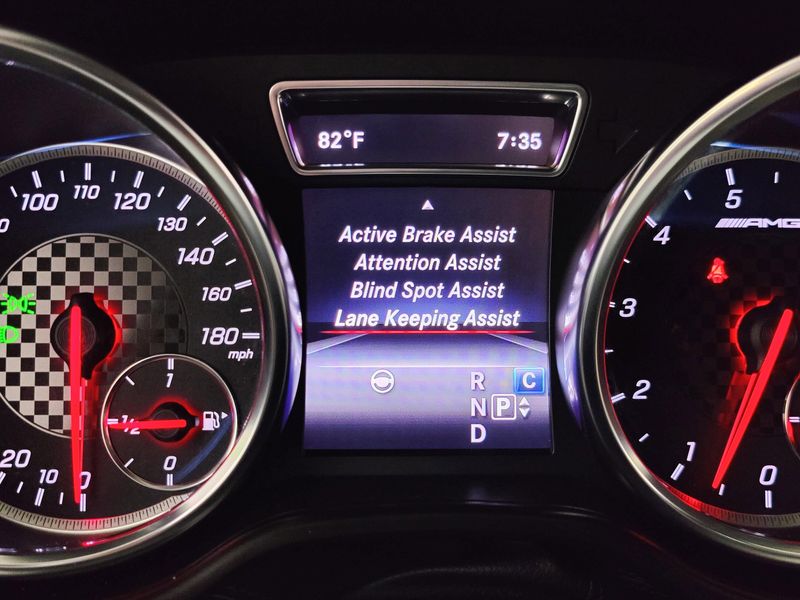 82°F 7:35
Active Brake Assist
Attention Assist
Blind Spot Assist
Lane Keeping Assist
R C
N P
D
100
110
120
130
140
160
180
mph
20
10
0
1
1/2
0
5
AMG
4
3
2
1
0